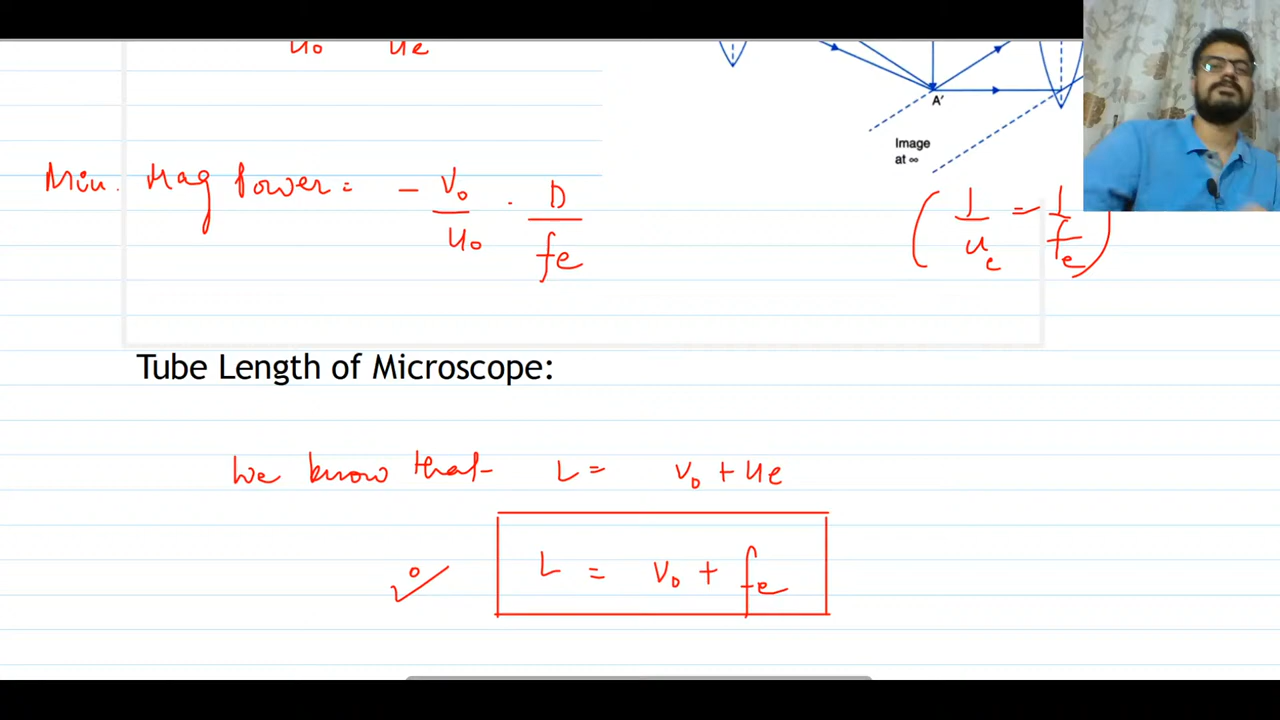 u₀ uₑ
A'
Image
at ∞
Min. Mag Power = - v₀/u₀ . D/fe
( 1/uₑ = 1/fₑ )
Tube Length of Microscope:
We know that L = v₀ + ue
L = v₀ + fe